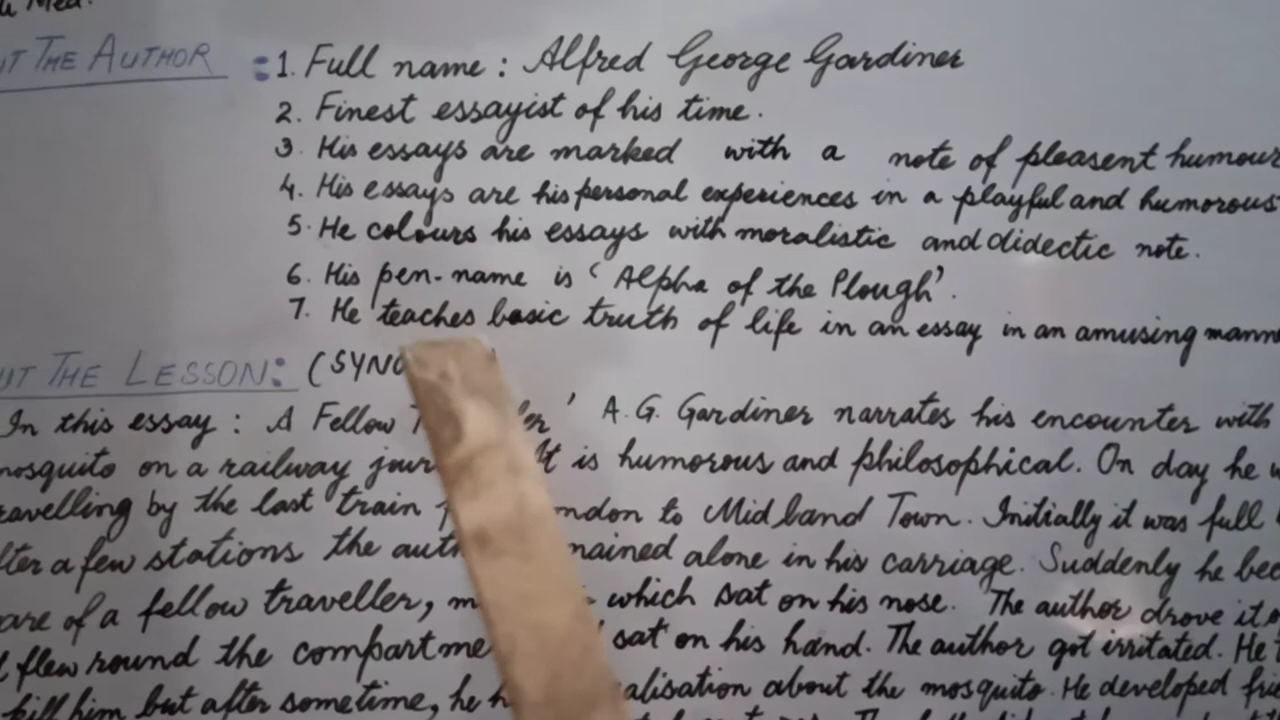 Med.
THE AUTHOR : 1. Full name : Alfred George Gardiner
2. Finest essayist of his time.
3. His essays are marked with a note of pleasent humour
4. His essays are his personal experiences in a playful and humorous
5. He colours his essays with moralistic and didectic note.
6. His pen-name is 'Alpha of the Plough'.
7. He teaches basic truth of life in an essay in an amusing
THE LESSON: (
In this essay : A Fellow ' A.G. Gardiner narrates his encounter with
mosquito on a railway It is humorous and philosophical. On day he
by the last train to Midland Town. Initially it was full
a few stations the alone in his carriage. Suddenly he
of a fellow traveller, which sat on his nose. The author drove it
flew round the sat on his hand. The author got irritated. He
kill him but after sometime, he about the mosquito. He developed